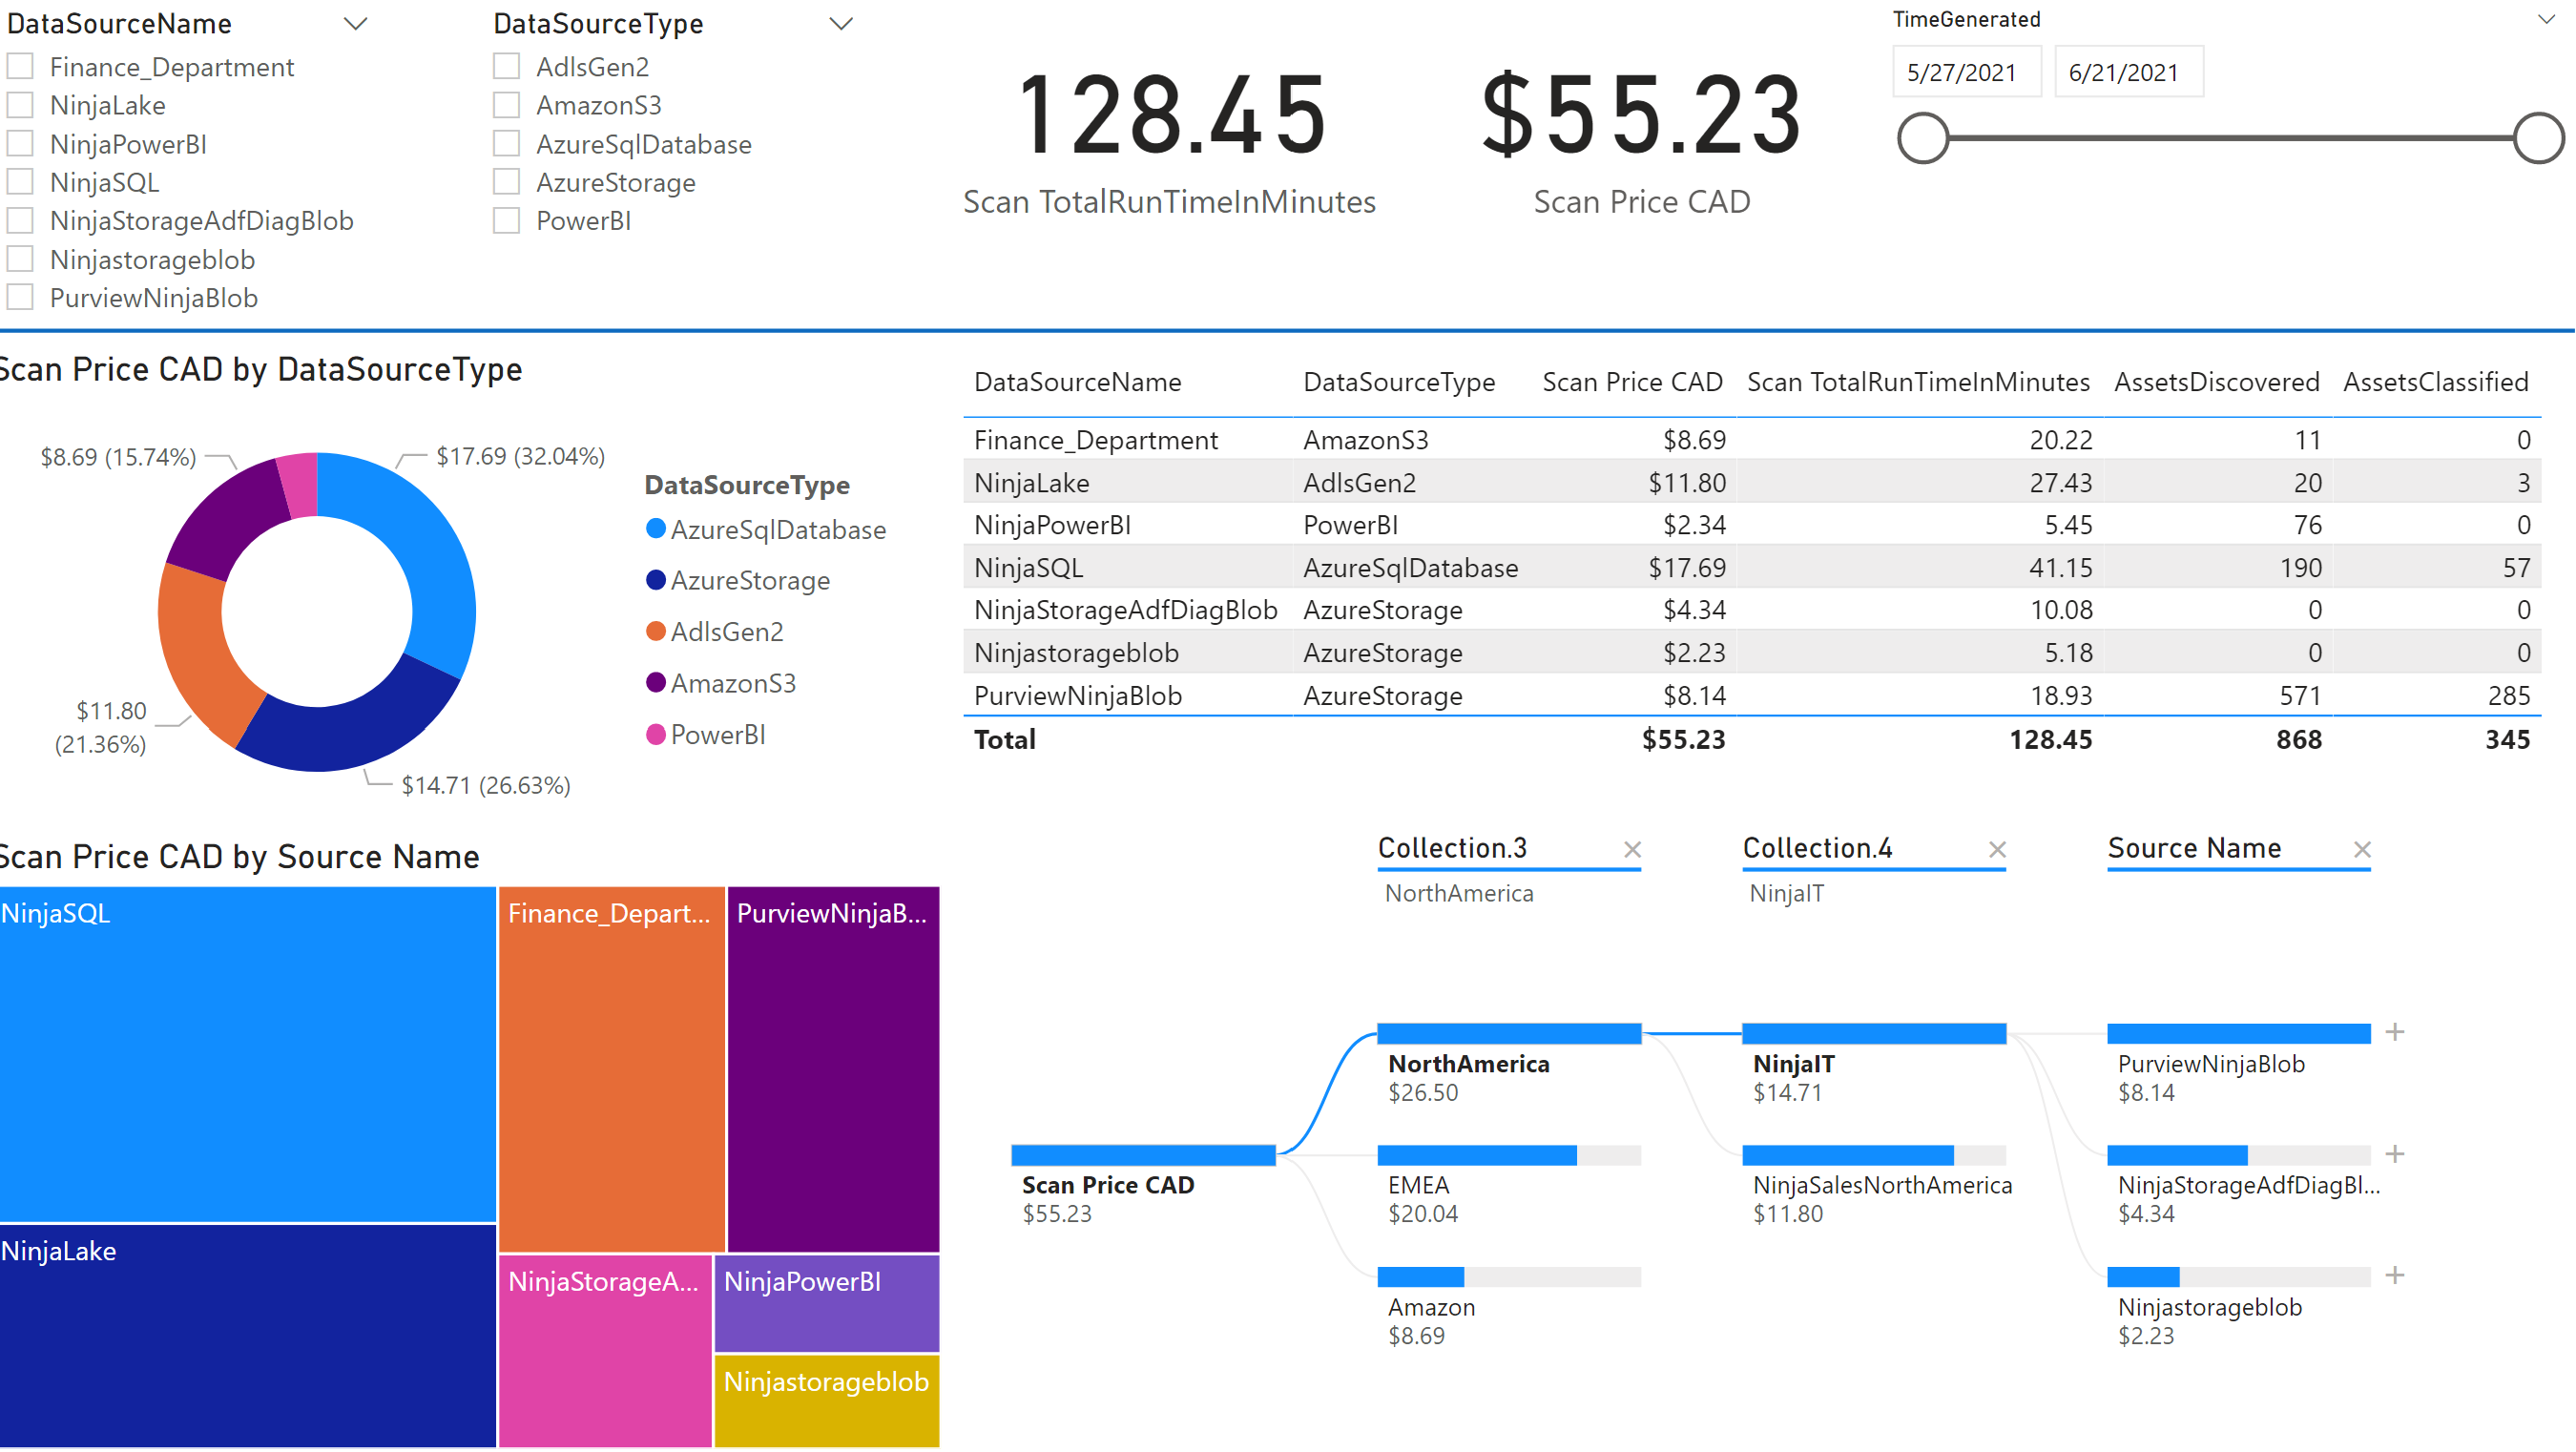 DataSourceName
Finance_Department
NinjaLake
NinjaPowerBI
NinjaSQL
NinjaStorageAdfDiagBlob
Ninjastorageblob
PurviewNinjaBlob
DataSourceType
AdlsGen2
AmazonS3
AzureSqlDatabase
AzureStorage
PowerBI
128.45
Scan TotalRunTimeInMinutes
$55.23
Scan Price CAD
TimeGenerated
5/27/2021 6/21/2021
Scan Price CAD by DataSourceType
$8.69 (15.74%)
$17.69 (32.04%)
$11.80
(21.36%)
$14.71 (26.63%)
DataSourceType
AzureSqlDatabase
AzureStorage
AdlsGen2
AmazonS3
PowerBI
DataSourceName DataSourceType Scan Price CAD Scan TotalRunTimeInMinutes AssetsDiscovered AssetsClassified
Finance_Department AmazonS3 $8.69 20.22 11 0
NinjaLake AdlsGen2 $11.80 27.43 20 3
NinjaPowerBI PowerBI $2.34 5.45 76 0
NinjaSQL AzureSqlDatabase $17.69 41.15 190 57
NinjaStorageAdfDiagBlob AzureStorage $4.34 10.08 0 0
Ninjastorageblob AzureStorage $2.23 5.18 0 0
PurviewNinjaBlob AzureStorage $8.14 18.93 571 285
Total $55.23 128.45 868 345
Scan Price CAD by Source Name
NinjaSQL
NinjaLake
Finance_Depart...
PurviewNinjaB...
NinjaStorageA...
NinjaPowerBI
Ninjastorageblob
Collection.3
NorthAmerica
Collection.4
NinjaIT
Source Name
Scan Price CAD
$55.23
NorthAmerica
$26.50
EMEA
$20.04
Amazon
$8.69
NinjaIT
$14.71
NinjaSalesNorthAmerica
$11.80
PurviewNinjaBlob
$8.14
NinjaStorageAdfDiagBl...
$4.34
Ninjastorageblob
$2.23